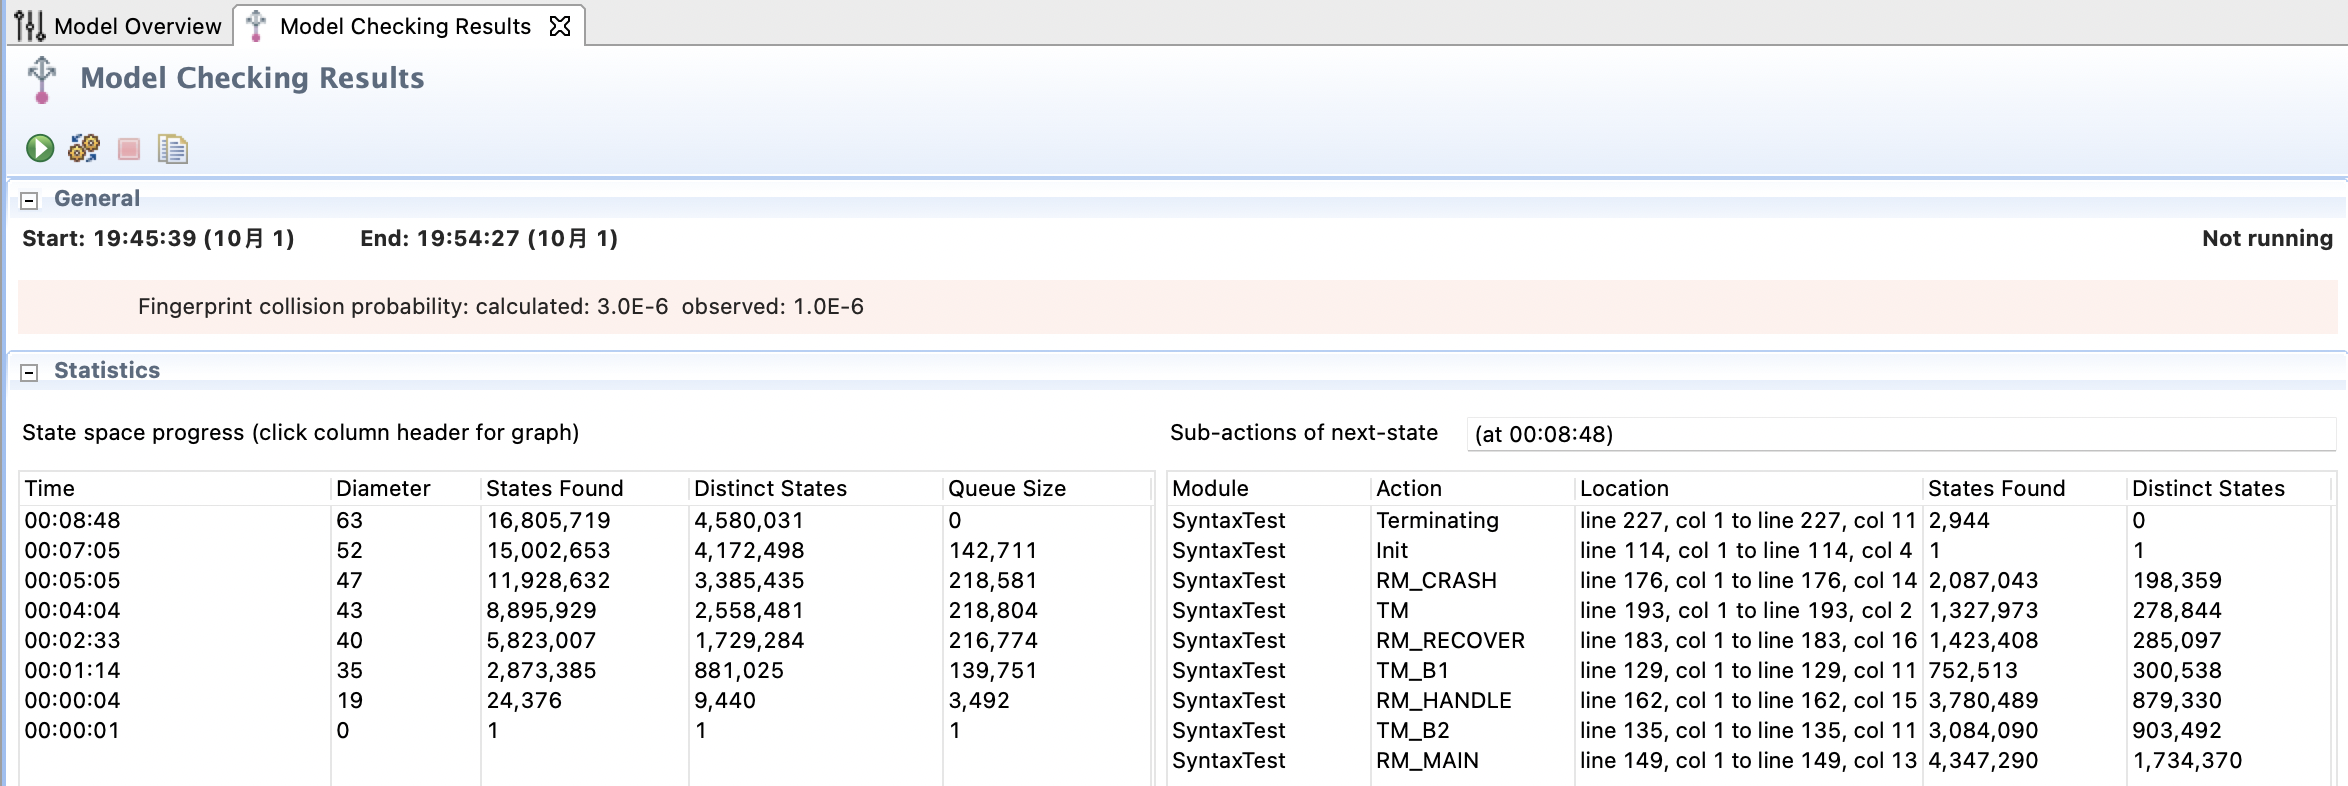 Model Overview Model Checking Results
Model Checking Results
General
Start: 19:45:39 (10月 1) End: 19:54:27 (10月 1) Not running
Fingerprint collision probability: calculated: 3.0E-6 observed: 1.0E-6
Statistics
State space progress (click column header for graph)
Sub-actions of next-state (at 00:08:48)
Time Diameter States Found Distinct States Queue Size
00:08:48 63 16,805,719 4,580,031 0
00:07:05 52 15,002,653 4,172,498 142,711
00:05:05 47 11,928,632 3,385,435 218,581
00:04:04 43 8,895,929 2,558,481 218,804
00:02:33 40 5,823,007 1,729,284 216,774
00:01:14 35 2,873,385 881,025 139,751
00:00:04 19 24,376 9,440 3,492
00:00:01 0 1 1 1
Module Action Location States Found Distinct States
SyntaxTest Terminating line 227, col 1 to line 227, col 11 2,944 0
SyntaxTest Init line 114, col 1 to line 114, col 4 1 1
SyntaxTest RM_CRASH line 176, col 1 to line 176, col 14 2,087,043 198,359
SyntaxTest TM line 193, col 1 to line 193, col 2 1,327,973 278,844
SyntaxTest RM_RECOVER line 183, col 1 to line 183, col 16 1,423,408 285,097
SyntaxTest TM_B1 line 129, col 1 to line 129, col 11 752,513 300,538
SyntaxTest RM_HANDLE line 162, col 1 to line 162, col 15 3,780,489 879,330
SyntaxTest TM_B2 line 135, col 1 to line 135, col 11 3,084,090 903,492
SyntaxTest RM_MAIN line 149, col 1 to line 149, col 13 4,347,290 1,734,370